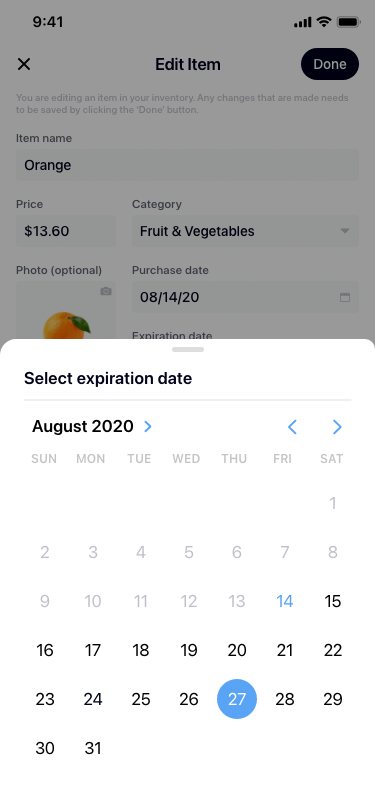 9:41
Edit Item
Done
You are editing an item in your inventory. Any changes that are made needs
to be saved by clicking the 'Done' button.
Item name
Orange
Price
Category
$13.60
Fruit & Vegetables
Photo (optional)
Purchase date
08/14/20
Expiration date
Select expiration date
August 2020
SUN MON TUE WED THU FRI SAT
1
2 3 4 5 6 7 8
9 10 11 12 13 14 15
16 17 18 19 20 21 22
23 24 25 26 27 28 29
30 31